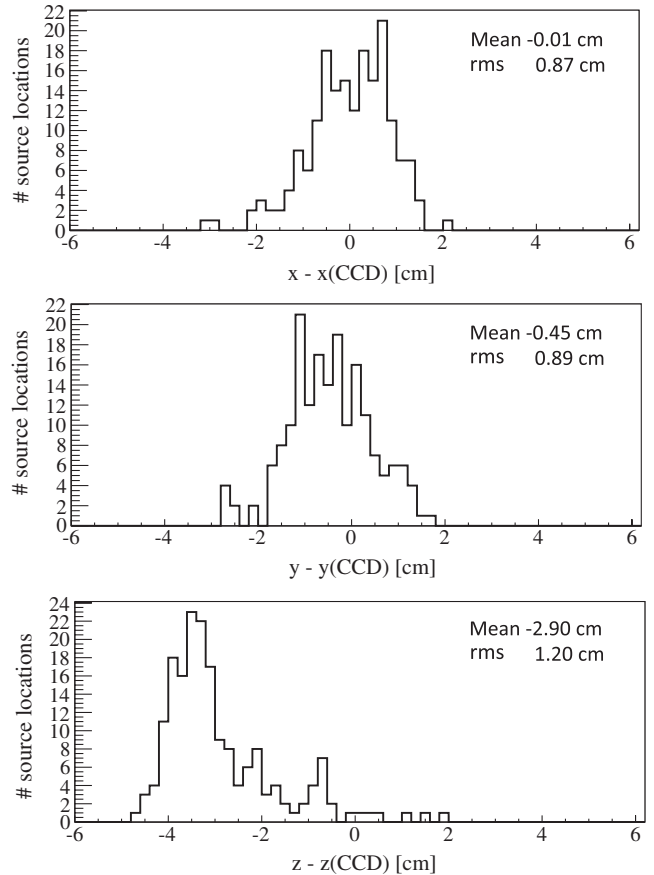 22
20
18
16
14
12
10
8
6
4
2
0
# source locations
Mean -0.01 cm
rms 0.87 cm
-6 -4 -2 0 2 4 6
x - x(CCD) [cm]
22
20
18
16
14
12
10
8
6
4
2
0
# source locations
Mean -0.45 cm
rms 0.89 cm
-6 -4 -2 0 2 4 6
y - y(CCD) [cm]
24
22
20
18
16
14
12
10
8
6
4
2
0
# source locations
Mean -2.90 cm
rms 1.20 cm
-6 -4 -2 0 2 4 6
z - z(CCD) [cm]